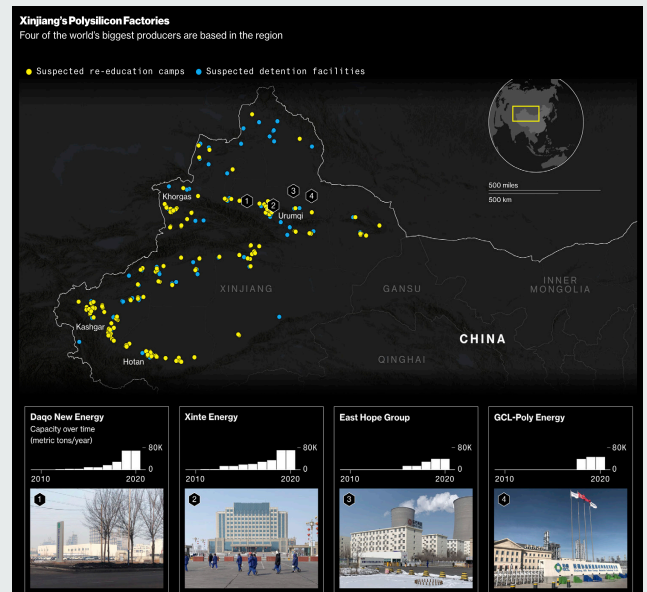 Xinjiang's Polysilicon Factories
Four of the world's biggest producers are based in the region
Suspected re-education camps
Suspected detention facilities
500 miles
500 km
Khorgas
1
2
3
4
Urumqi
XINJIANG
GANSU
INNER
MONGOLIA
Kashgar
CHINA
Hotan
QINGHAI
Daqo New Energy
Capacity over time
(metric tons/year)
80K
0
2010
2020
1
Xinte Energy
80K
0
2010
2020
2
East Hope Group
80K
0
2010
2020
3
GCL-Poly Energy
80K
0
2010
2020
4